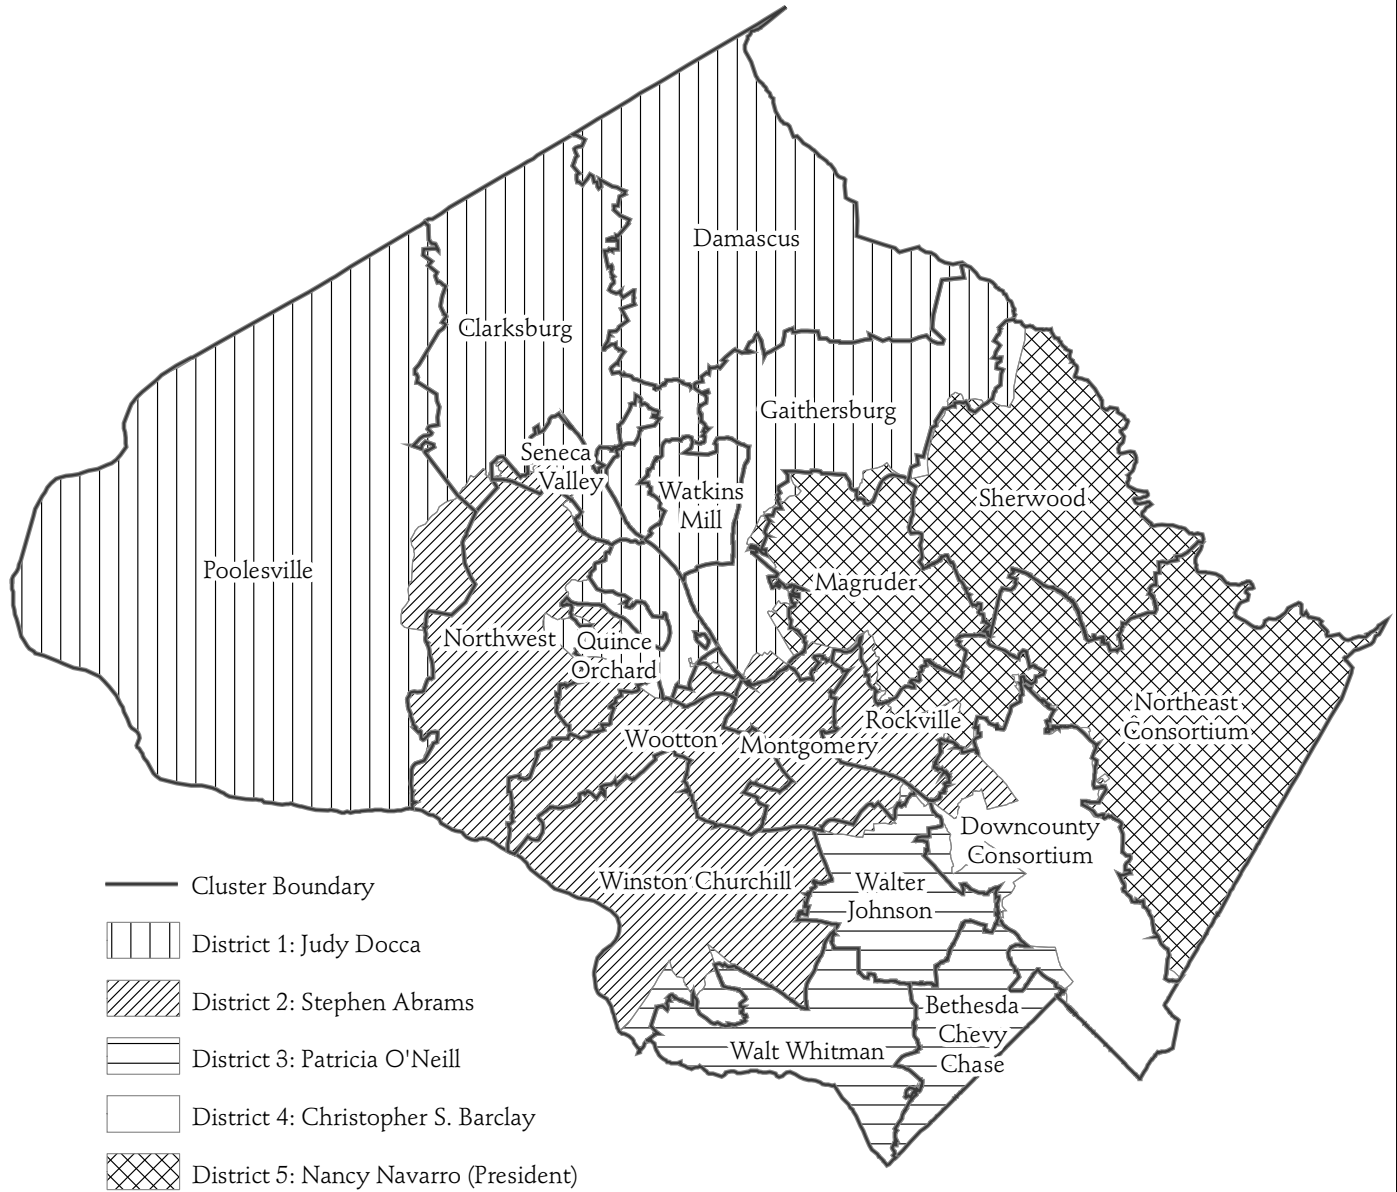 Damascus
Clarksburg
Gaithersburg
Seneca
Valley
Watkins
Mill
Sherwood
Poolesville
Magruder
Northwest
Quince
Orchard
Northeast
Consortium
Rockville
Wootton
Montgomery
Downcounty
Consortium
Winston Churchill
Walter
Johnson
Bethesda
Chevy
Chase
Walt Whitman
Cluster Boundary
District 1: Judy Docca
District 2: Stephen Abrams
District 3: Patricia O'Neill
District 4: Christopher S. Barclay
District 5: Nancy Navarro (President)